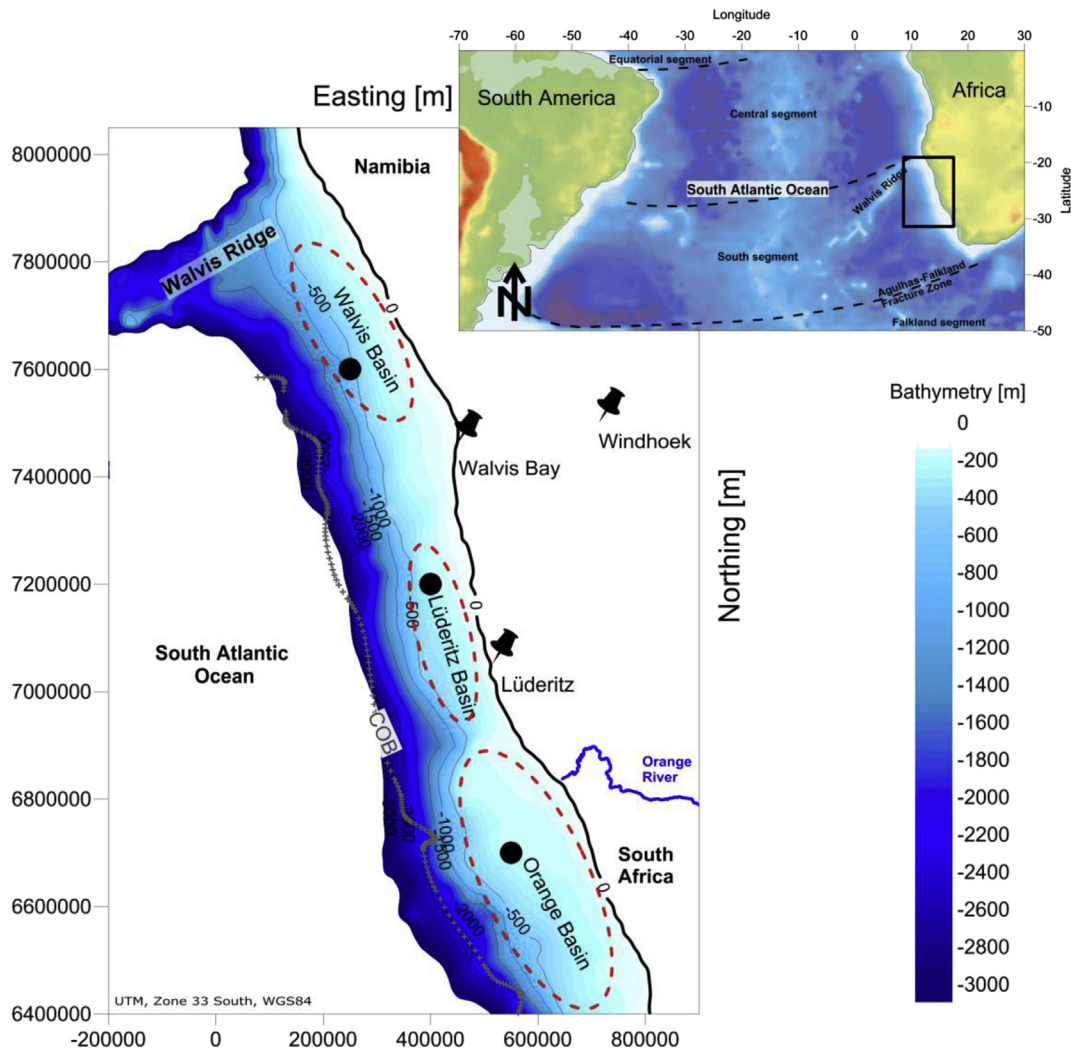 Longitude
-70 -60 -50 -40 -30 -20 -10 0 10 20 30
Equatorial segment
South America
Africa
Central segment
-10
-20
South Atlantic Ocean
Walvis Ridge
Latitude
-30
South segment
Agulhas-Falkland
Fracture Zone
-40
Falkland segment
-50
N
Easting [m]
8000000
Namibia
7800000
Walvis Ridge
-500
Walvis Basin
0
7600000
Windhoek
Walvis Bay
7400000
-1000
-1500
-2000
Northing [m]
7200000
-500
Lüderitz Basin
0
Lüderitz
South Atlantic
Ocean
7000000
COB
Orange
River
6800000
-2000
-1000
-1500
South
Africa
0
6600000
-2000
-500
Orange Basin
UTM, Zone 33 South, WGS84
6400000
-200000 0 200000 400000 600000 800000
Bathymetry [m]
0
-200
-400
-600
-800
-1000
-1200
-1400
-1600
-1800
-2000
-2200
-2400
-2600
-2800
-3000